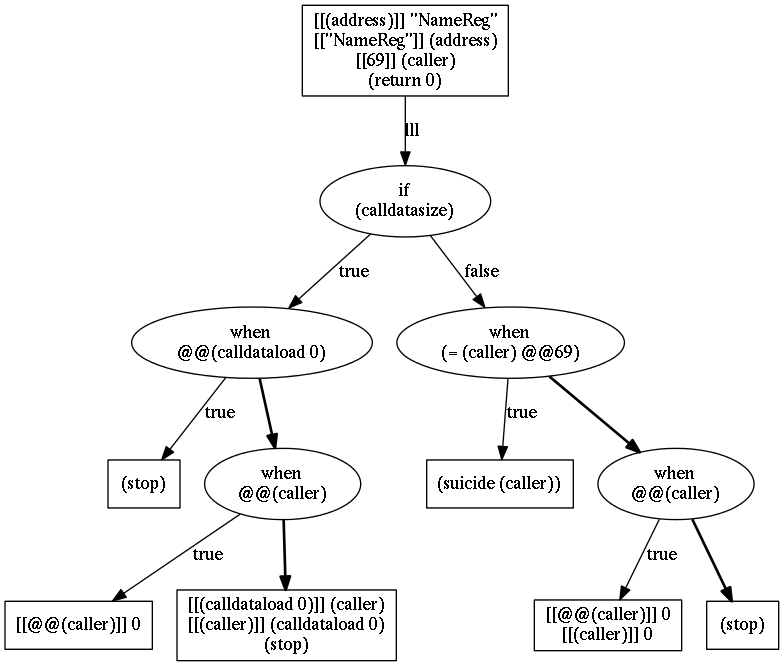 [[(address)]] "NameReg"
[["NameReg"]] (address)
[[69]] (caller)
(return 0)
lll
if
(calldatasize)
true
false
when
@@(calldataload 0)
when
(= (caller) @@69)
true
true
(stop)
when
@@(caller)
(suicide (caller))
when
@@(caller)
true
true
[[@@(caller)]] 0
[[(calldataload 0)]] (caller)
[[(caller)]] (calldataload 0)
(stop)
[[@@(caller)]] 0
[[(caller)]] 0
(stop)